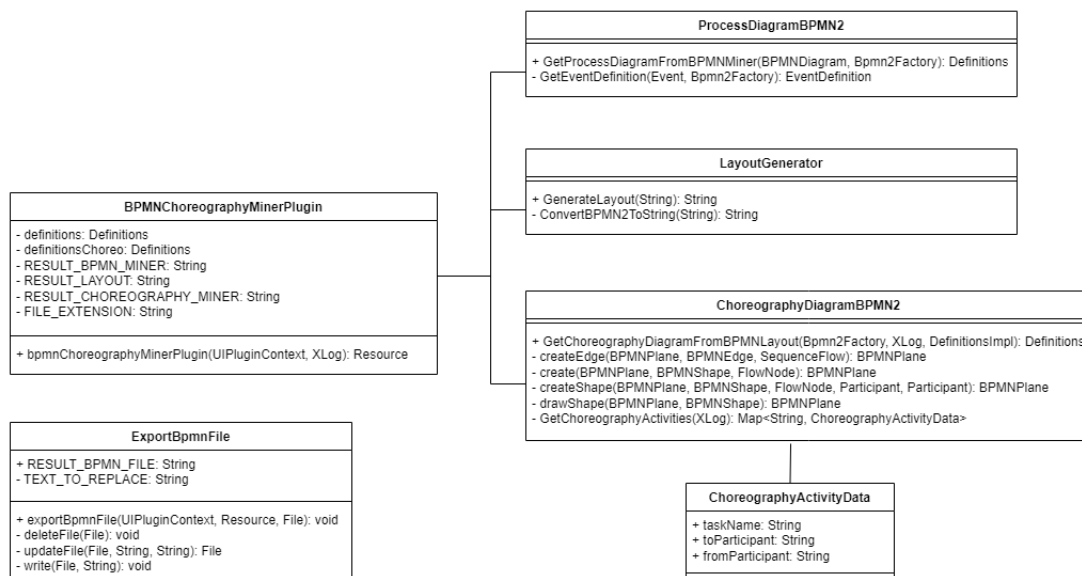 ProcessDiagramBPMN2
+ GetProcessDiagramFromBPMNMiner(BPMNDiagram, Bpmn2Factory): Definitions
- GetEventDefinition(Event, Bpmn2Factory): EventDefinition
LayoutGenerator
+ GenerateLayout(String): String
- ConvertBPMN2ToString(String): String
BPMNChoreographyMinerPlugin
- definitions: Definitions
- definitionsChoreo: Definitions
- RESULT_BPMN_MINER: String
- RESULT_LAYOUT: String
- RESULT_CHOREOGRAPHY_MINER: String
- FILE_EXTENSION: String
+ bpmnChoreographyMinerPlugin(UIPluginContext, XLog): Resource
ChoreographyDiagramBPMN2
+ GetChoreographyDiagramFromBPMNLayout(Bpmn2Factory, XLog, DefinitionsImpl): Definitions
- createEdge(BPMNPlane, BPMNEdge, SequenceFlow): BPMNPlane
- create(BPMNPlane, BPMNShape, FlowNode): BPMNPlane
- createShape(BPMNPlane, BPMNShape, FlowNode, Participant, Participant): BPMNPlane
- drawShape(BPMNPlane, BPMNShape): BPMNPlane
- GetChoreographyActivities(XLog): Map<String, ChoreographyActivityData>
ExportBpmnFile
+ RESULT_BPMN_FILE: String
- TEXT_TO_REPLACE: String
+ exportBpmnFile(UIPluginContext, Resource, File): void
- deleteFile(File): void
- updateFile(File, String, String): File
- write(File, String): void
ChoreographyActivityData
+ taskName: String
+ toParticipant: String
+ fromParticipant: String